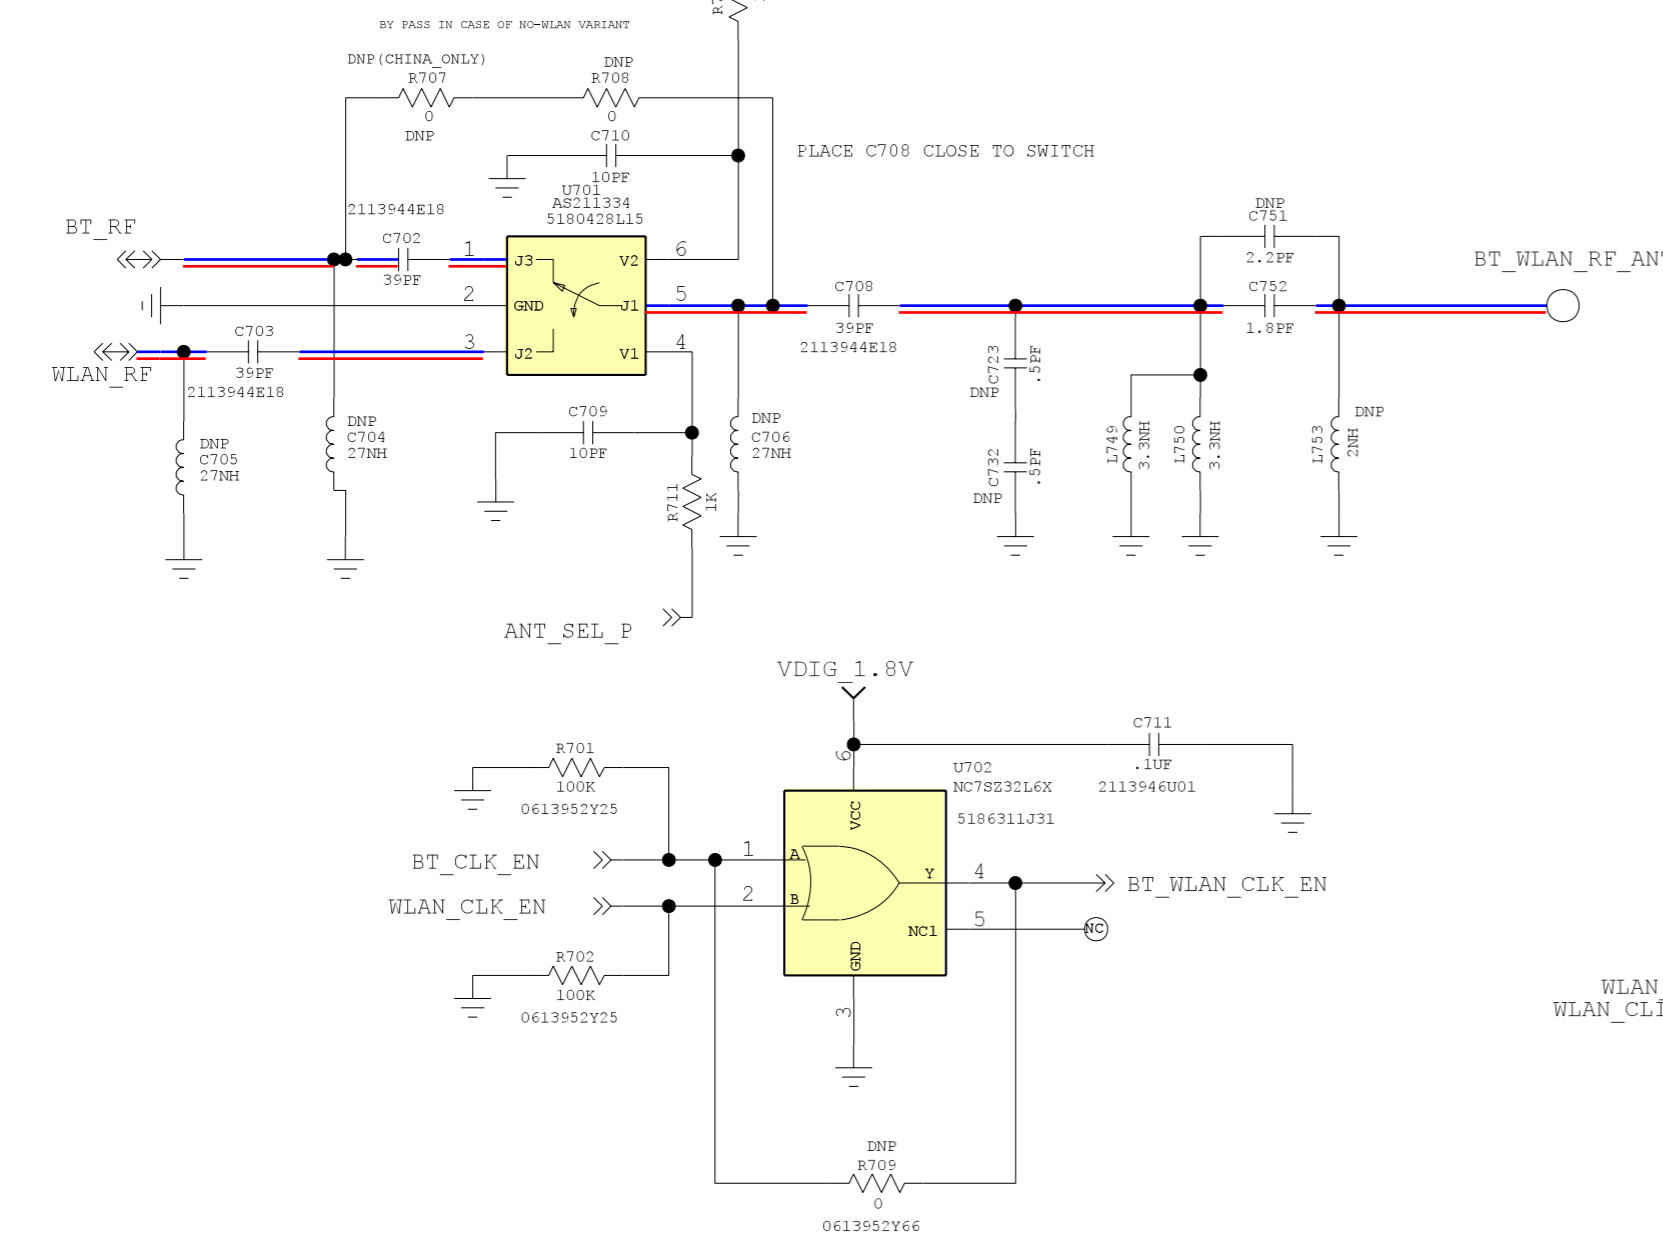 BY PASS IN CASE OF NO-WLAN VARIANT
DNP(CHINA_ONLY)
R707
0
DNP
DNP
R708
0
C710
10PF
PLACE C708 CLOSE TO SWITCH
U701
AS211334
5180428L15
BT_RF
2113944E18
C702
39PF
1
2
3
J3
GND
J2
V2
J1
V1
6
5
4
WLAN_RF
C703
39PF
2113944E18
DNP
C705
27NH
DNP
C704
27NH
C709
10PF
R711
1K
DNP
C706
27NH
ANT_SEL_P
C708
39PF
2113944E18
C723
.5PF
DNP
C732
.5PF
DNP
DNP
C751
2.2PF
C752
1.8PF
BT_WLAN_RF_AN
L749
3.3NH
L750
3.3NH
DNP
L753
2NH
VDIG_1.8V
6
C711
.1UF
2113946U01
U702
NC7SZ32L6X
5186311J31
R701
100K
0613952Y25
BT_CLK_EN
1
A
VCC
Y
4
BT_WLAN_CLK_EN
WLAN_CLK_EN
2
B
NC1
5
NC
GND
3
R702
100K
0613952Y25
WLAN
WLAN_CLI
DNP
R709
0
0613952Y66